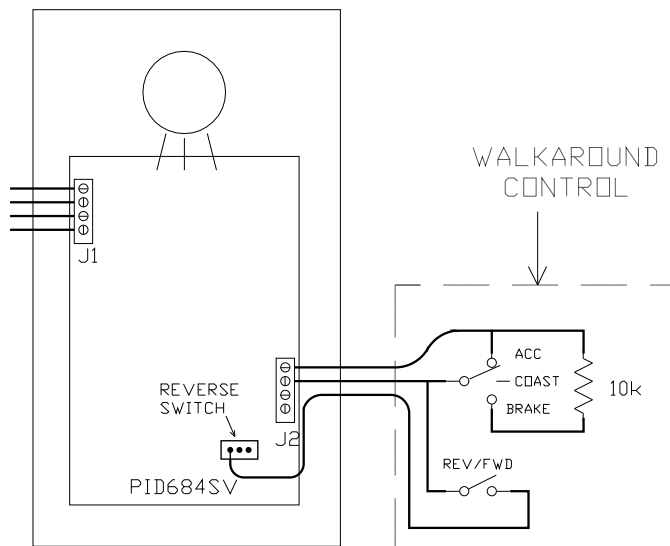 WALKAROUND
CONTROL
J1
ACC
COAST
BRAKE
10k
REVERSE
SWITCH
J2
REV/FWD
PID684SV